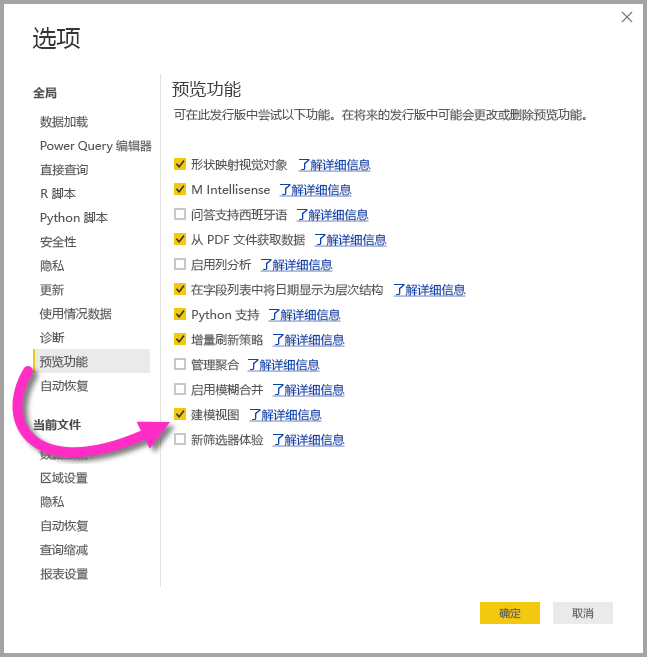 选项
全局
数据加载
Power Query 编辑器
直接查询
R 脚本
Python 脚本
安全性
隐私
更新
使用情况数据
诊断
预览功能
自动恢复
当前文件
区域设置
隐私
自动恢复
查询缩减
报表设置
预览功能
可在此发行版中尝试以下功能。在将来的发行版中可能会更改或删除预览功能。
形状映射视觉对象 了解详细信息
M Intellisense 了解详细信息
问答支持西班牙语 了解详细信息
从 PDF 文件获取数据 了解详细信息
启用列分析 了解详细信息
在字段列表中将日期显示为层次结构 了解详细信息
Python 支持 了解详细信息
增量刷新策略 了解详细信息
管理聚合 了解详细信息
启用模糊合并 了解详细信息
建模视图 了解详细信息
新筛选器体验 了解详细信息
确定 取消